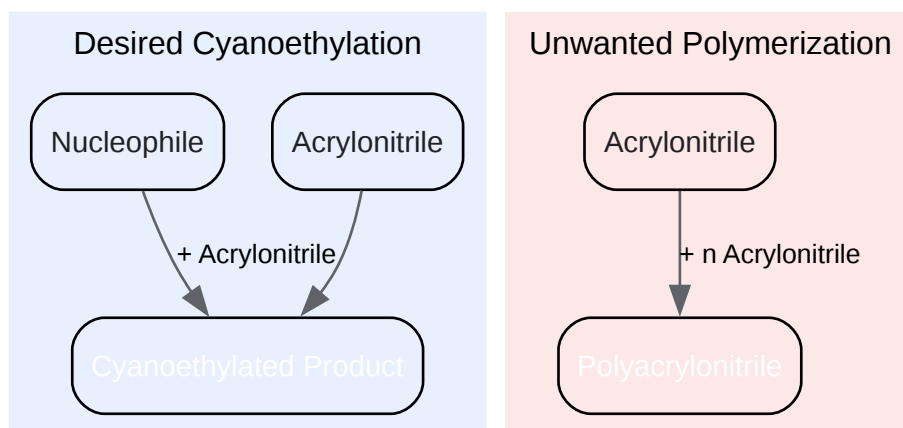 Desired Cyanoethylation
Unwanted Polymerization
Nucleophile
Acrylonitrile
Acrylonitrile
+ Acrylonitrile
+ n Acrylonitrile
Cyanoethylated Product
Polyacrylonitrile